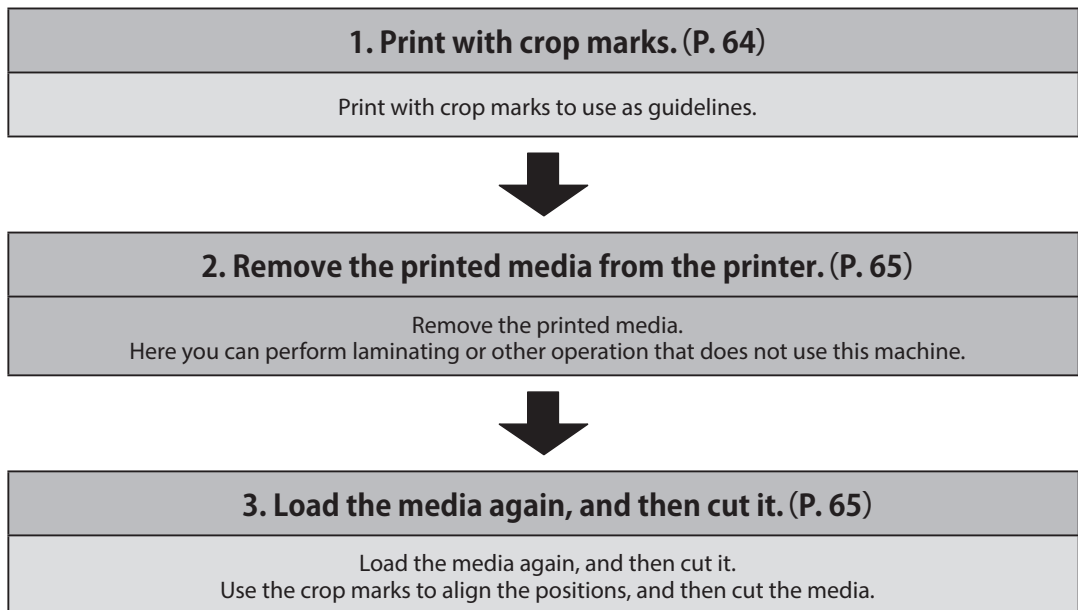 1. Print with crop marks. (P. 64)
Print with crop marks to use as guidelines.
2. Remove the printed media from the printer. (P. 65)
Remove the printed media.
Here you can perform laminating or other operation that does not use this machine.
3. Load the media again, and then cut it. (P. 65)
Load the media again, and then cut it.
Use the crop marks to align the positions, and then cut the media.